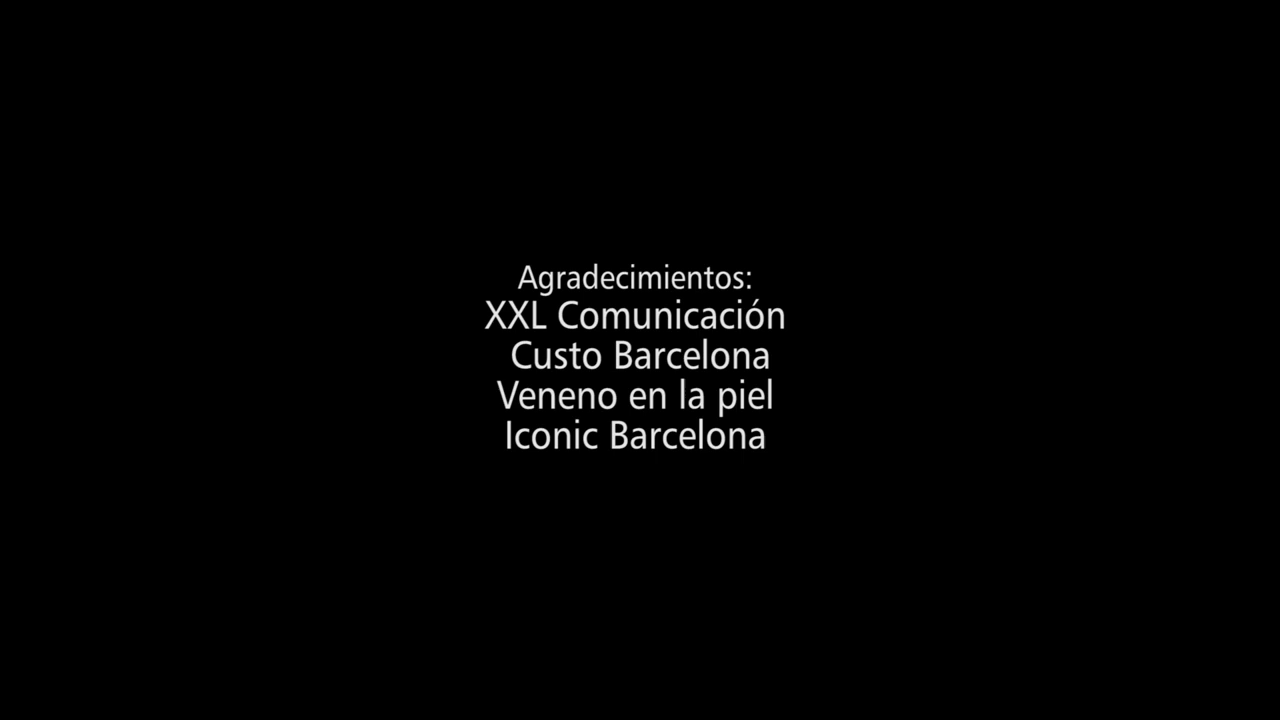 Agradecimientos:
XXL Comunicación
Custo Barcelona
Veneno en la piel
Iconic Barcelona